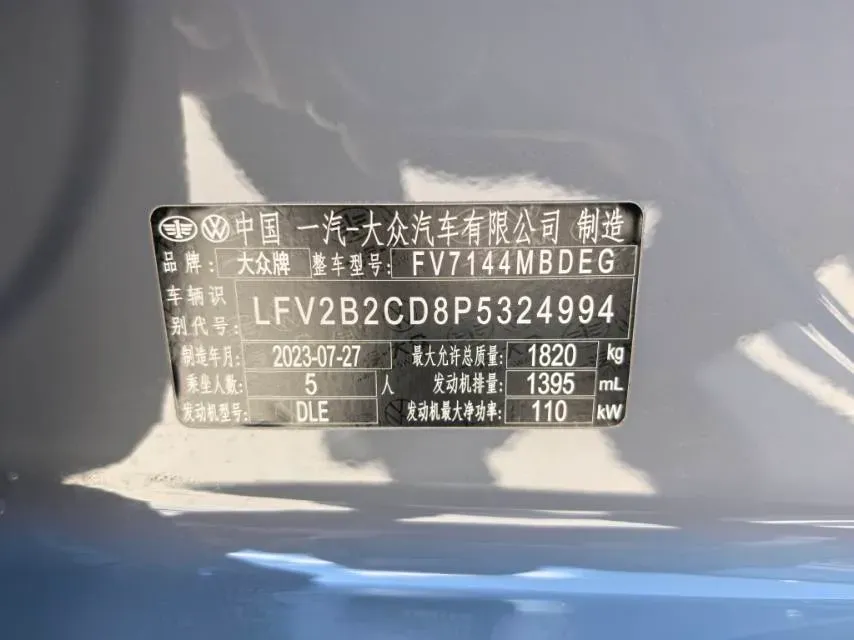 中国 一汽-大众汽车有限公司 制造
品牌: 大众牌 整车型号: FV7144MBDEG
车辆识别代号: LFV2B2CD8P5324994
制造年月: 2023-07-27 最大允许总质量: 1820 kg
乘坐人数: 5 人 发动机排量: 1395 mL
发动机型号: DLE 发动机最大净功率: 110 kW